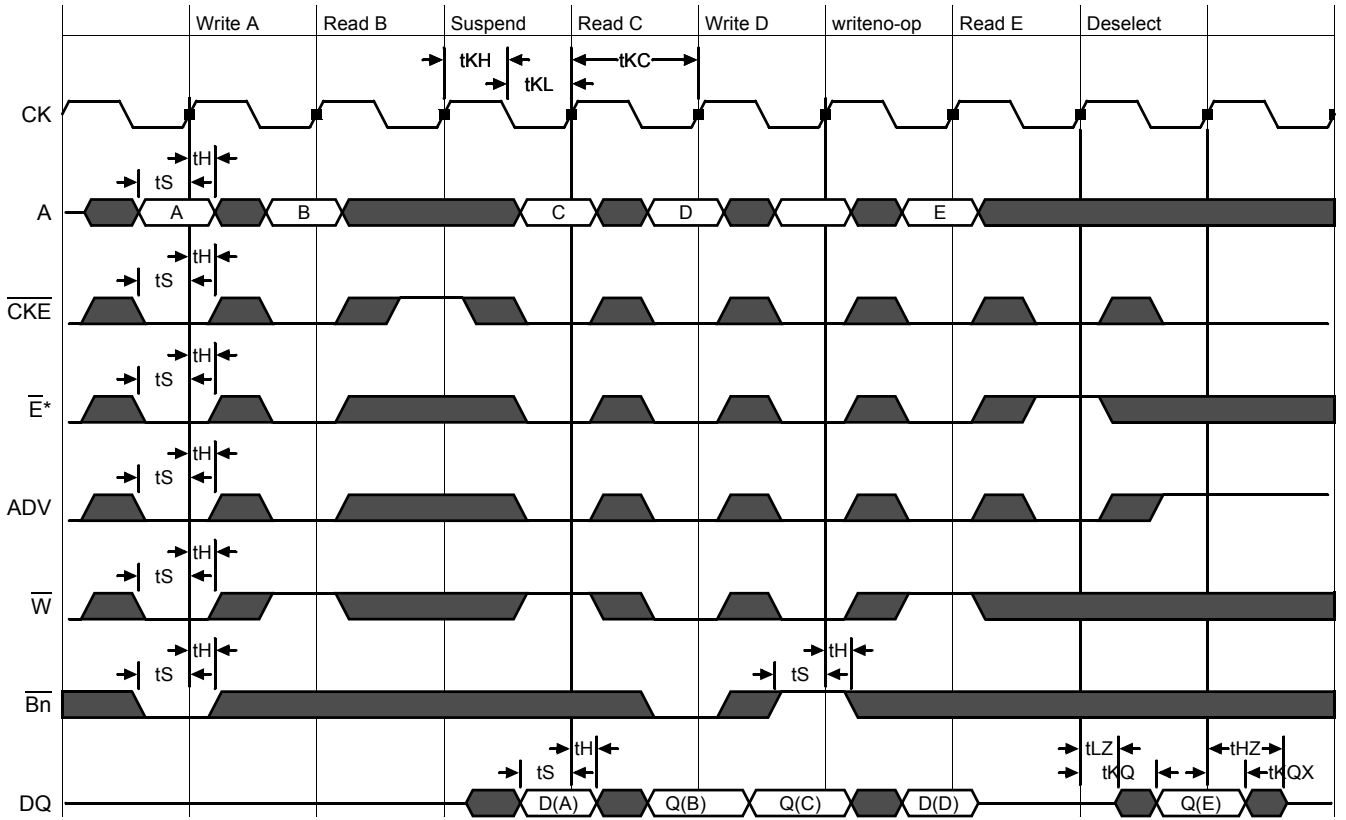 Write A Read B Suspend Read C Write D writeno-op Read E Deselect
tKH tKC
tKL
CK
tH
tS
A A B C D E
tH
tS
CKE
tH
tS
E*
tH
tS
ADV
tH
tS
W
tH tH
tS tS
Bn
tH tLZ tHZ
tS tKQ tKQX
DQ D(A) Q(B) Q(C) D(D) Q(E)